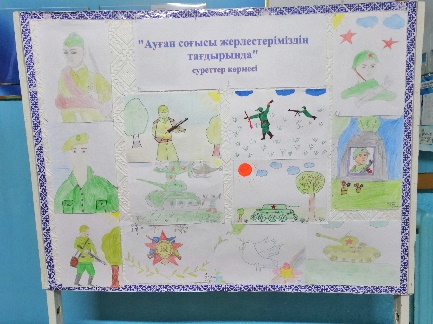 "Ауған соғысы жерлестеріміздің
тағдырында"
суреттер көрмесі